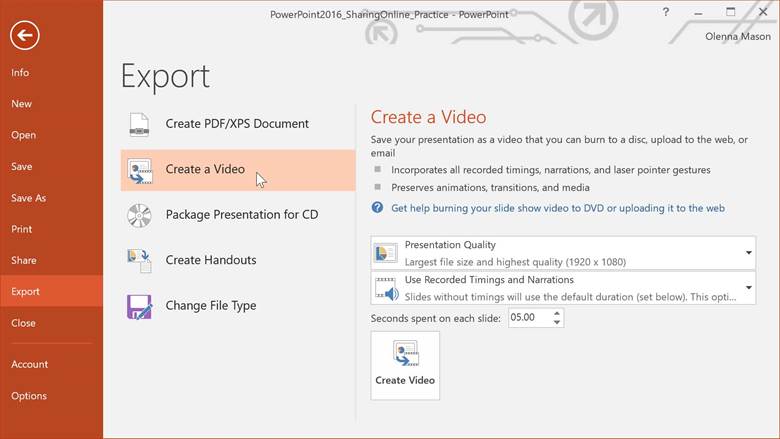 PowerPoint2016_SharingOnline_Practice - PowerPoint
?
Olenna Mason
Info
New
Open
Save
Save As
Print
Share
Export
Close
Account
Options
Export
Create PDF/XPS Document
Create a Video
Package Presentation for CD
Create Handouts
Change File Type
Create a Video
Save your presentation as a video that you can burn to a disc, upload to the web, or
email
Incorporates all recorded timings, narrations, and laser pointer gestures
Preserves animations, transitions, and media
? Get help burning your slide show video to DVD or uploading it to the web
Presentation Quality
Largest file size and highest quality (1920 x 1080)
Use Recorded Timings and Narrations
Slides without timings will use the default duration (set below). This opti...
Seconds spent on each slide: 05.00
Create Video